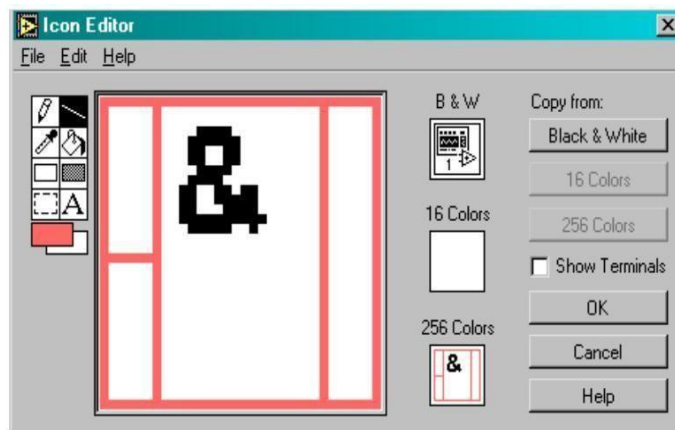 Icon Editor
File Edit Help
A
&
B & W
1
16 Colors
256 Colors
&
Copy from:
Black & White
16 Colors
256 Colors
Show Terminals
OK
Cancel
Help